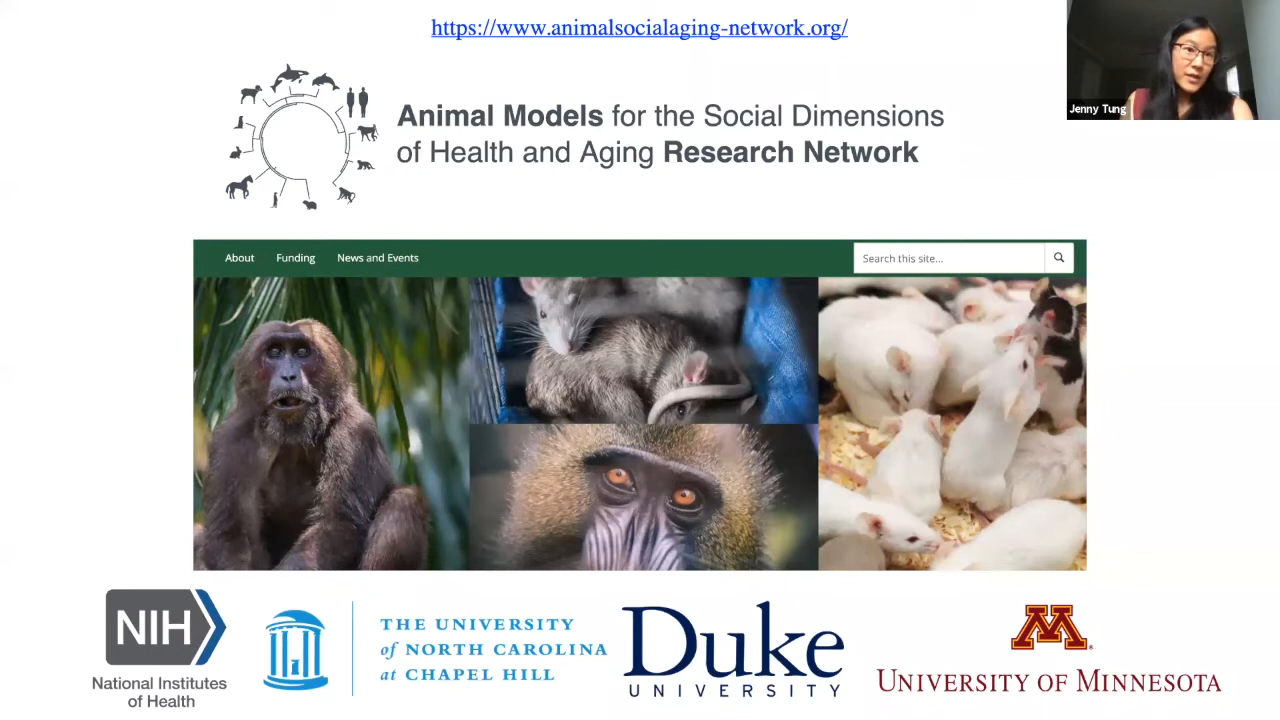 https://www.animalsocialaging-network.org/
Jenny Tung
Animal Models for the Social Dimensions
of Health and Aging Research Network
About Funding News and Events Search this site...
NIH
National Institutes
of Health
THE UNIVERSITY
of NORTH CAROLINA
at CHAPEL HILL
Duke
UNIVERSITY
M
UNIVERSITY OF MINNESOTA